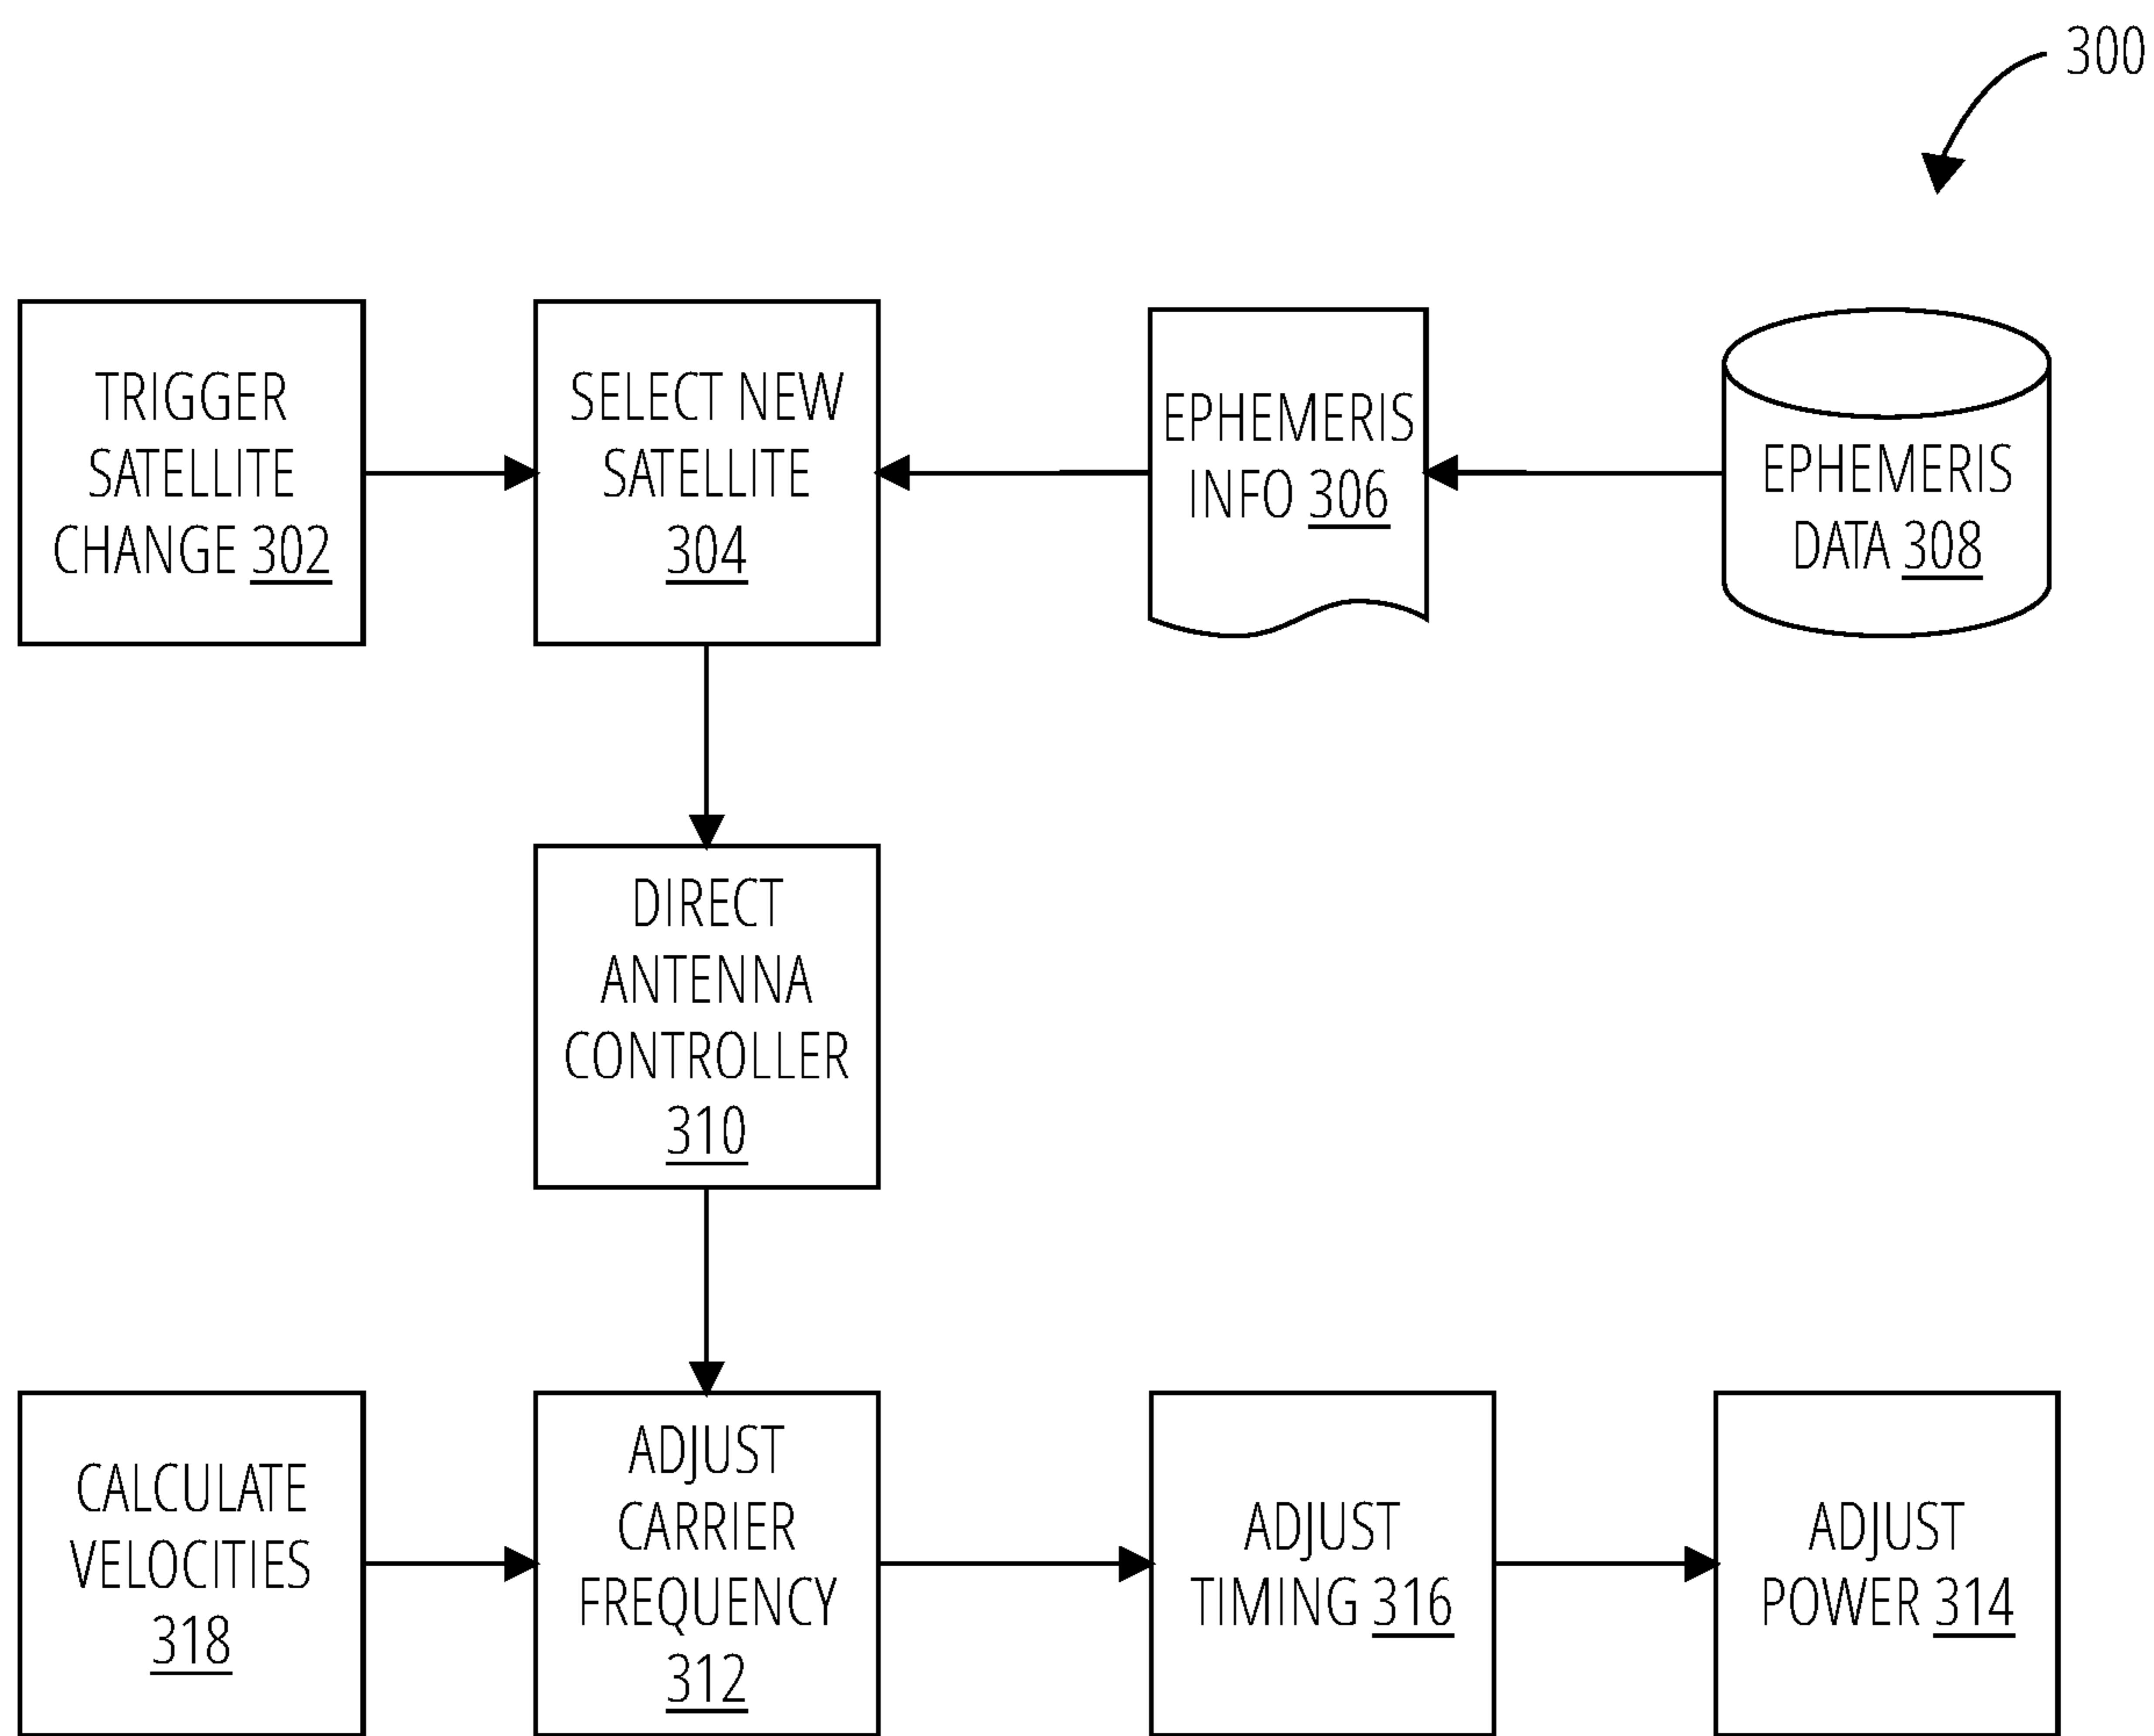 300
TRIGGER
SATELLITE
CHANGE 302
SELECT NEW
SATELLITE
304
EPHEMERIS
INFO 306
EPHEMERIS
DATA 308
DIRECT
ANTENNA
CONTROLLER
310
CALCULATE
VELOCITIES
318
ADJUST
CARRIER
FREQUENCY
312
ADJUST
TIMING 316
ADJUST
POWER 314